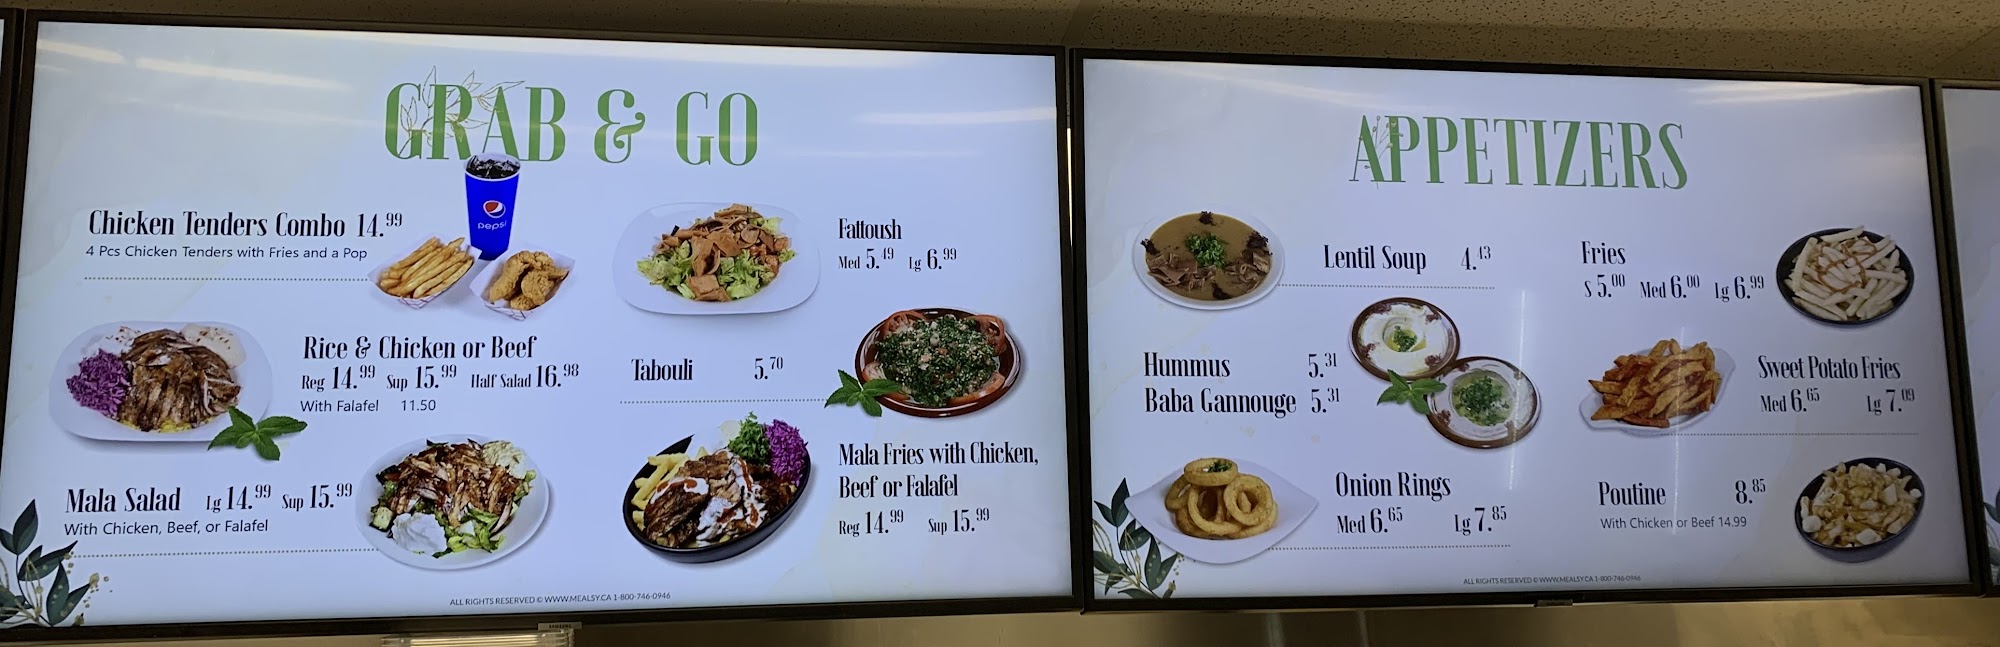 GRAB & GO
Chicken Tenders Combo 14.99
4 Pcs Chicken Tenders with Fries and a Pop
pepsi
Fattoush
Med 5.49 Lg 6.99
Rice & Chicken or Beef
Reg 14.99 Sup 15.99 Half Salad 16.98
With Falafel 11.50
Tabouli 5.70
Mala Salad Lg 14.99 Sup 15.99
With Chicken, Beef, or Falafel
Mala Fries with Chicken,
Beef or Falafel
Reg 14.99 Sup 15.99
ALL RIGHTS RESERVED © WWW.MEALSY.CA 1-800-746-0946
SAMSUNG
APPETIZERS
Lentil Soup 4.43
Fries
S 5.00 Med 6.00 Lg 6.99
Hummus 5.31
Baba Gannouge 5.31
Sweet Potato Fries
Med 6.65 Lg 7.09
Onion Rings
Med 6.65 Lg 7.85
Poutine 8.85
With Chicken or Beef 14.99
ALL RIGHTS RESERVED © WWW.MEALSY.CA 1-800-746-0946